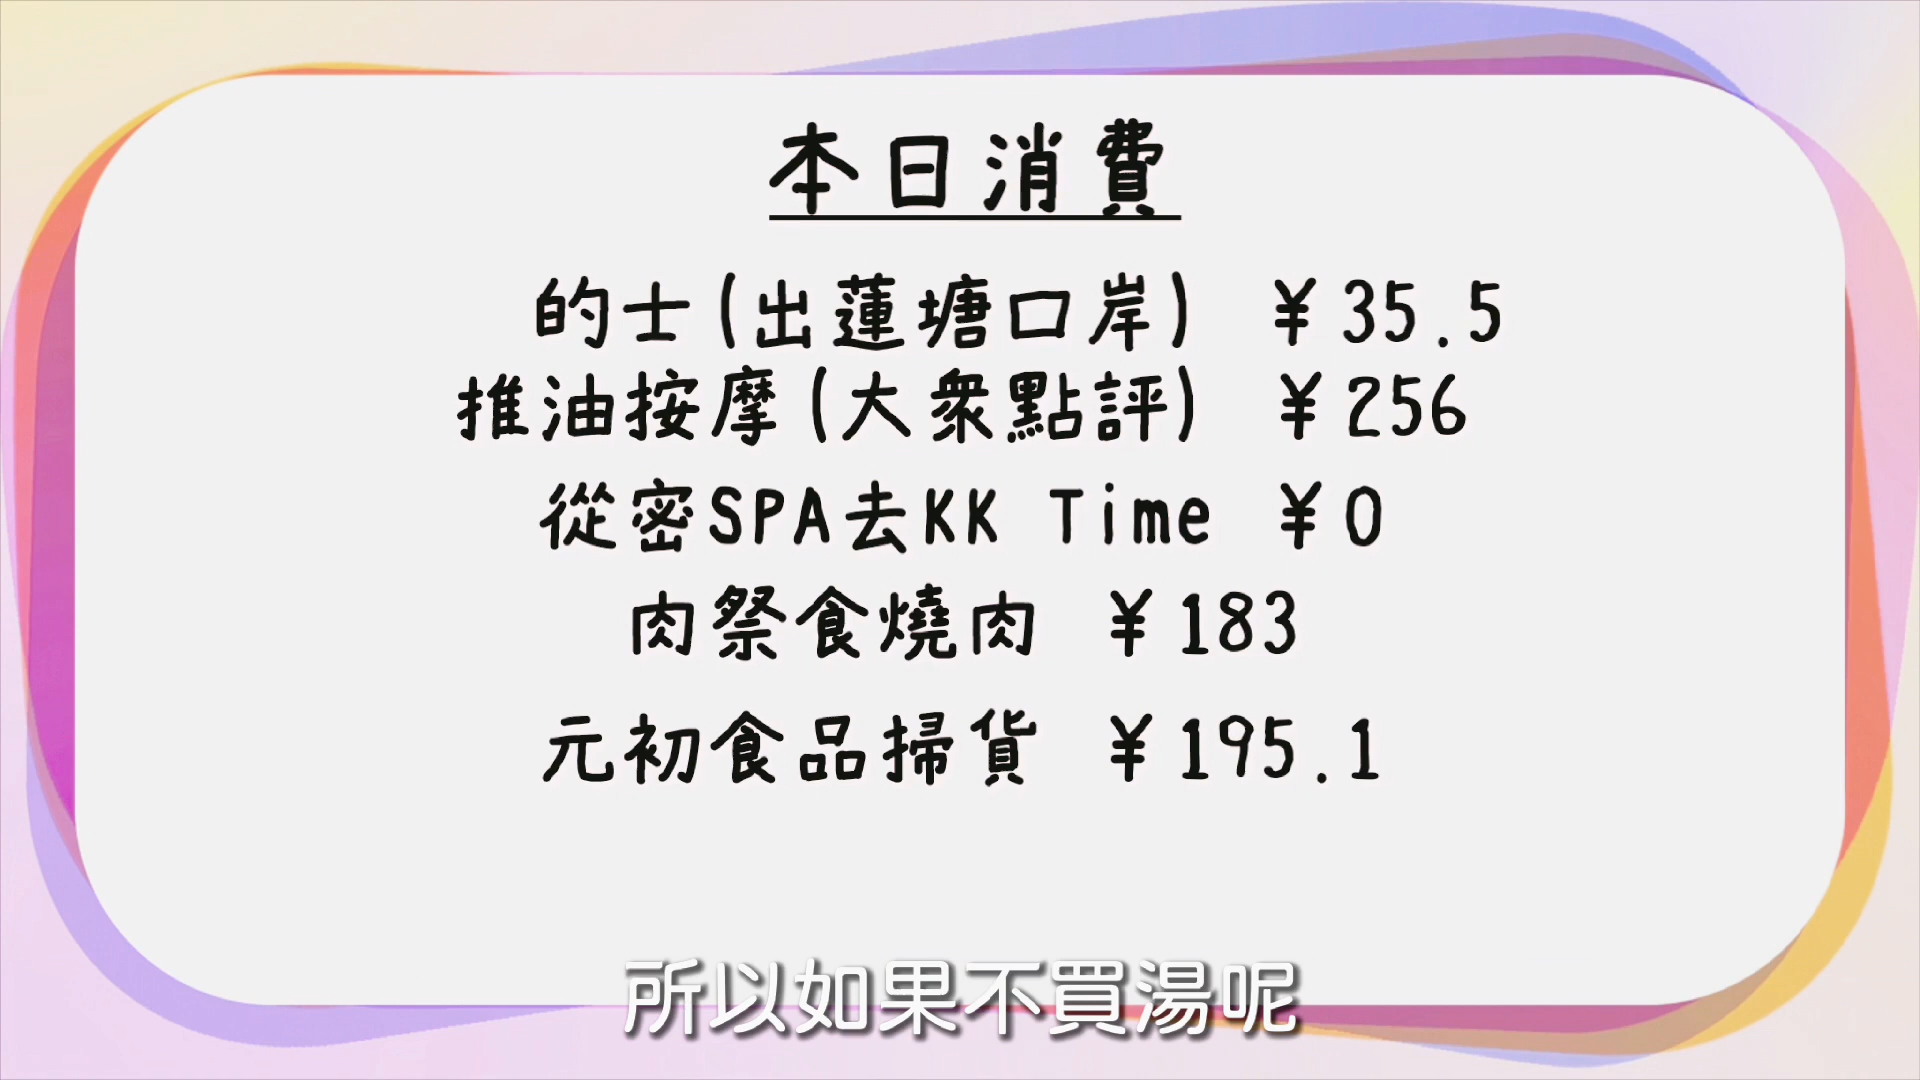 本日消費
的士(出蓮塘口岸) ￥35.5
推油按摩(大衆點評) ￥256
從密SPA去KK Time ￥0
肉祭食燒肉 ￥183
元初食品掃貨 ￥195.1
所以如果不買湯呢